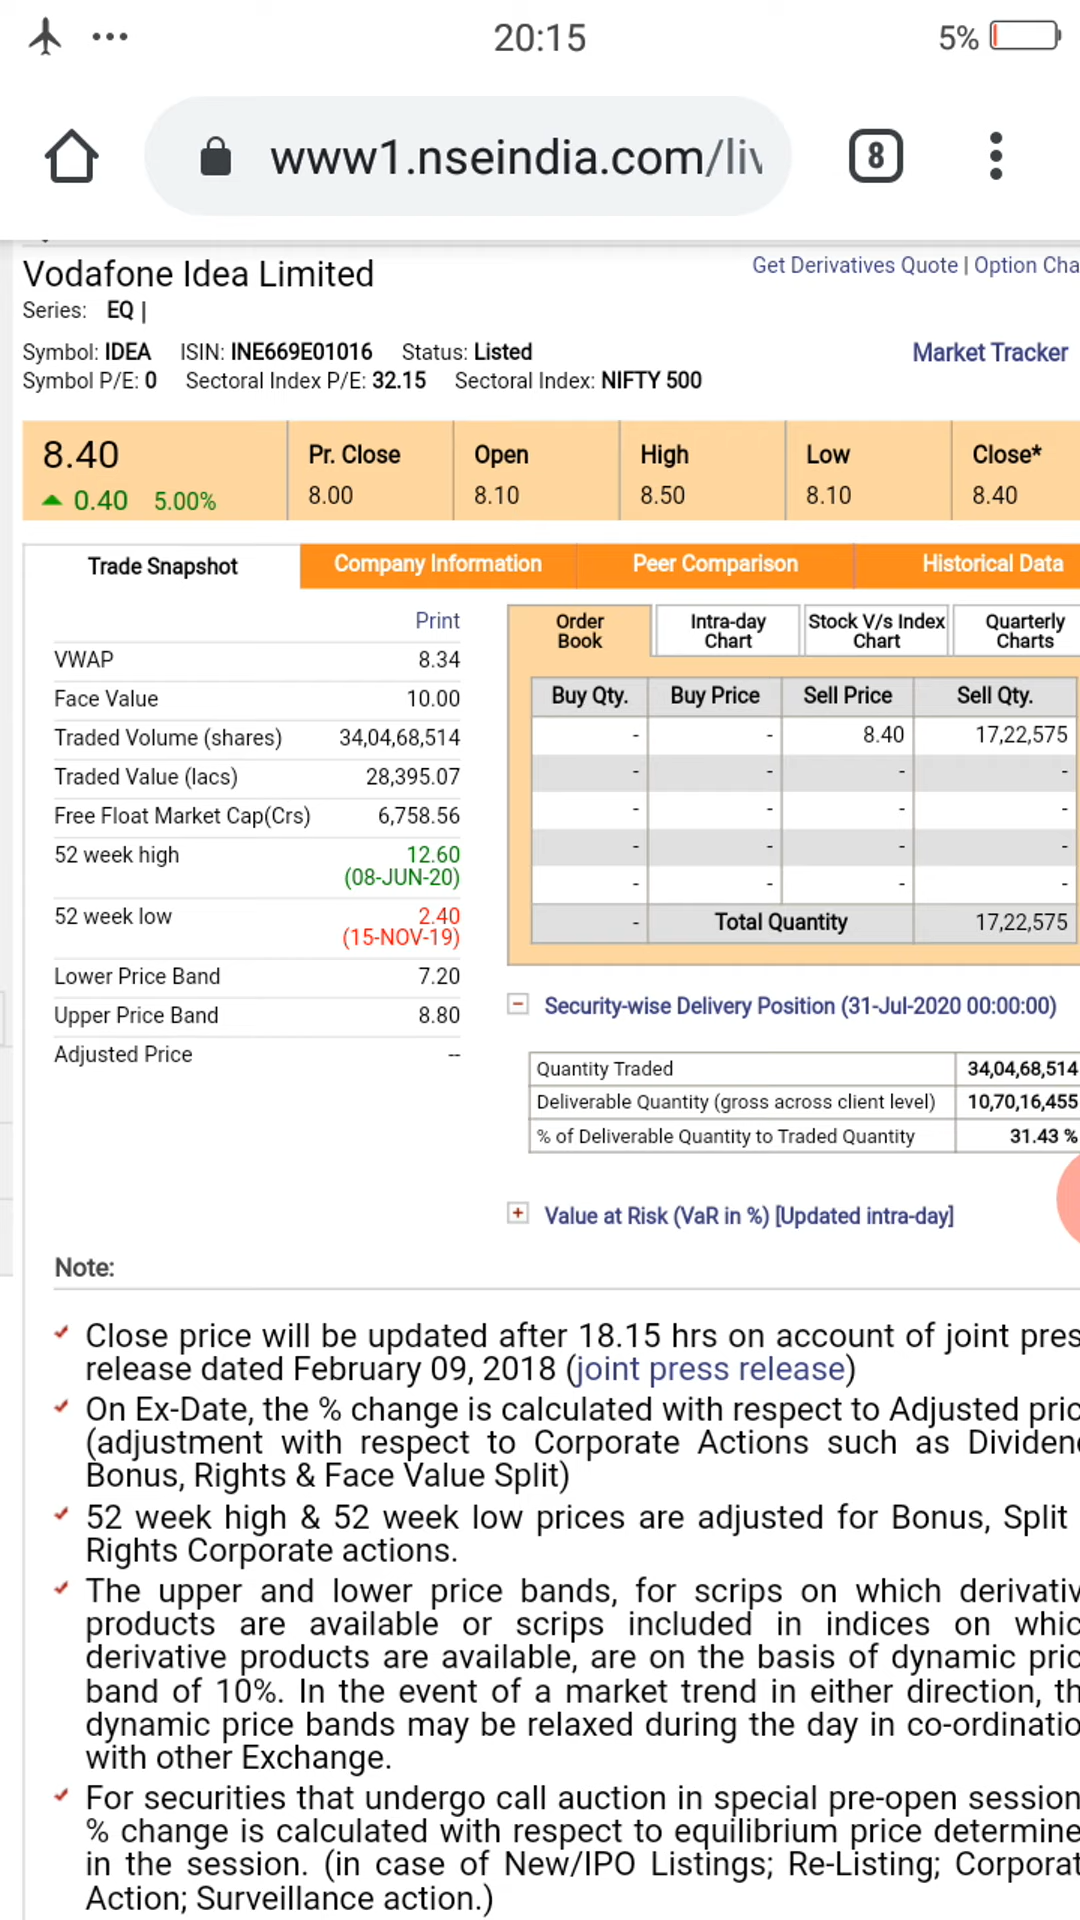 20:15
5%
www1.nseindia.com/liv
8
Vodafone Idea Limited
Get Derivatives Quote | Option Cha
Series: EQ |
Symbol: IDEA ISIN: INE669E01016 Status: Listed
Market Tracker
Symbol P/E: 0 Sectoral Index P/E: 32.15 Sectoral Index: NIFTY 500
8.40 Pr. Close Open High Low Close*
0.40 5.00% 8.00 8.10 8.50 8.10 8.40
Trade Snapshot Company Information Peer Comparison Historical Data
Print
VWAP 8.34
Face Value 10.00
Traded Volume (shares) 34,04,68,514
Traded Value (lacs) 28,395.07
Free Float Market Cap(Crs) 6,758.56
52 week high 12.60
(08-JUN-20)
52 week low 2.40
(15-NOV-19)
Lower Price Band 7.20
Upper Price Band 8.80
Adjusted Price --
Order Intra-day Stock V/s Index Quarterly
Book Chart Chart Charts
Buy Qty. Buy Price Sell Price Sell Qty.
- - 8.40 17,22,575
- - - -
- - - -
- - - -
- - - -
- Total Quantity 17,22,575
Security-wise Delivery Position (31-Jul-2020 00:00:00)
Quantity Traded 34,04,68,514
Deliverable Quantity (gross across client level) 10,70,16,455
% of Deliverable Quantity to Traded Quantity 31.43 %
Value at Risk (VaR in %) [Updated intra-day]
Note:
Close price will be updated after 18.15 hrs on account of joint pres
release dated February 09, 2018 (joint press release)
On Ex-Date, the % change is calculated with respect to Adjusted pric
(adjustment with respect to Corporate Actions such as Dividen
Bonus, Rights & Face Value Split)
52 week high & 52 week low prices are adjusted for Bonus, Split
Rights Corporate actions.
The upper and lower price bands, for scrips on which derivativ
products are available or scrips included in indices on whic
derivative products are available, are on the basis of dynamic pric
band of 10%. In the event of a market trend in either direction, th
dynamic price bands may be relaxed during the day in co-ordinatio
with other Exchange.
For securities that undergo call auction in special pre-open session
% change is calculated with respect to equilibrium price determine
in the session. (in case of New/IPO Listings; Re-Listing; Corporat
Action; Surveillance action.)